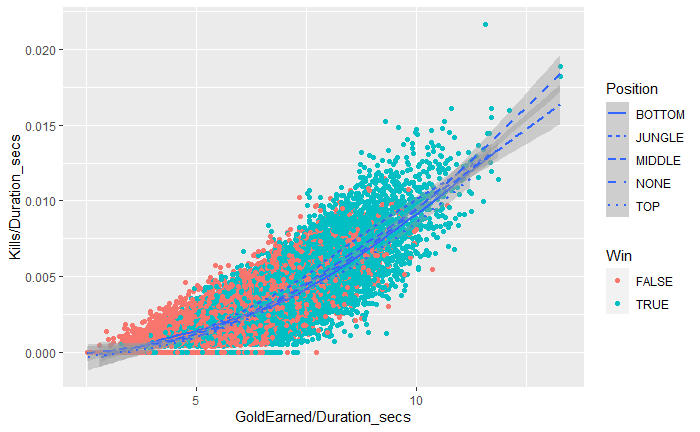 0.020
0.015
0.010
0.005
0.000
Kills/Duration_secs
5
10
GoldEarned/Duration_secs
Position
BOTTOM
JUNGLE
MIDDLE
NONE
TOP
Win
FALSE
TRUE